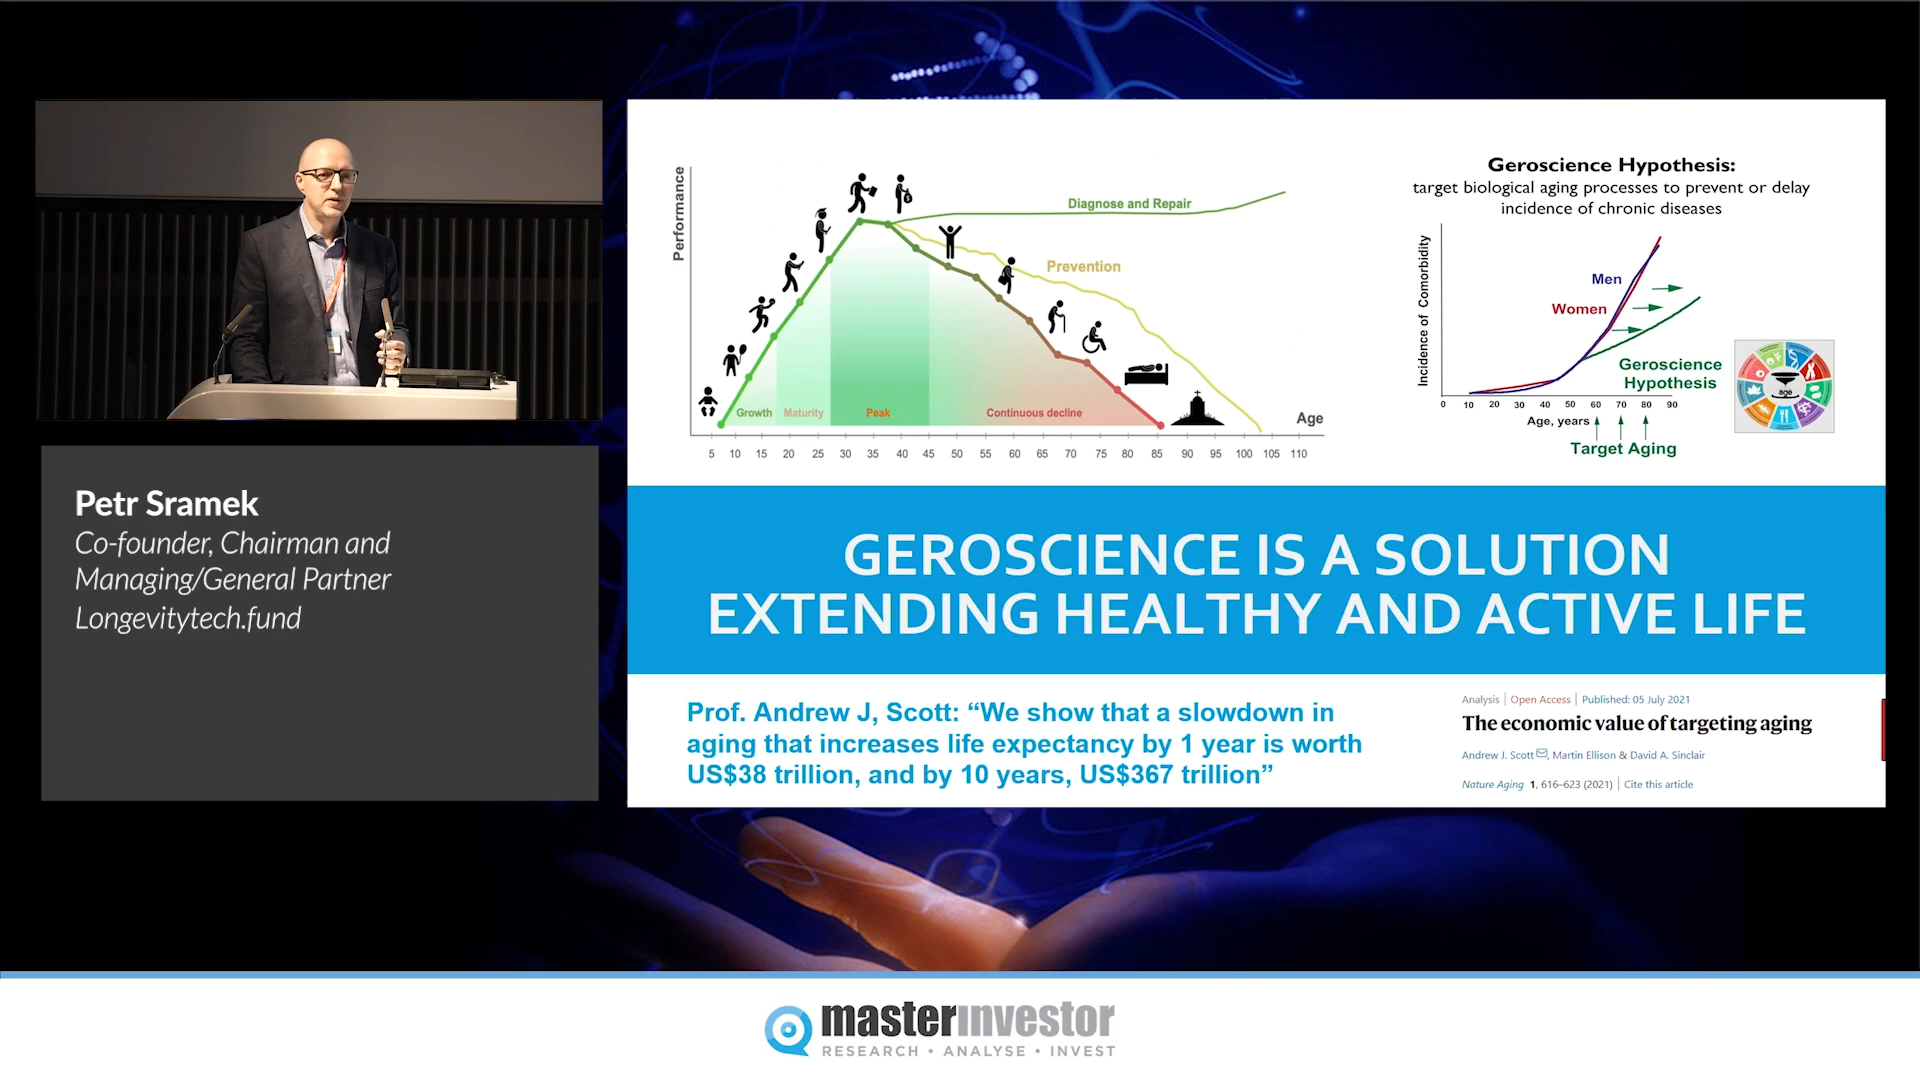 Petr Sramek
Co-founder, Chairman and
Managing/General Partner
Longevitytech.fund
Performance
Diagnose and Repair
Prevention
Growth
Maturity
Peak
Continuous decline
Age
5 10 15 20 25 30 35 40 45 50 55 60 65 70 75 80 85 90 95 100 105 110
Geroscience Hypothesis:
target biological aging processes to prevent or delay
incidence of chronic diseases
Incidence of Comorbidity
Men
Women
Geroscience
Hypothesis
0 10 20 30 40 50 60 70 80 90
Age, years
Target Aging
age
GEROSCIENCE IS A SOLUTION
EXTENDING HEALTHY AND ACTIVE LIFE
Prof. Andrew J, Scott: “We show that a slowdown in
aging that increases life expectancy by 1 year is worth
US$38 trillion, and by 10 years, US$367 trillion”
Analysis | Open Access | Published: 05 July 2021
The economic value of targeting aging
Andrew J. Scott, Martin Ellison & David A. Sinclair
Nature Aging 1, 616–623 (2021) | Cite this article
masterinvestor
RESEARCH • ANALYSE • INVEST